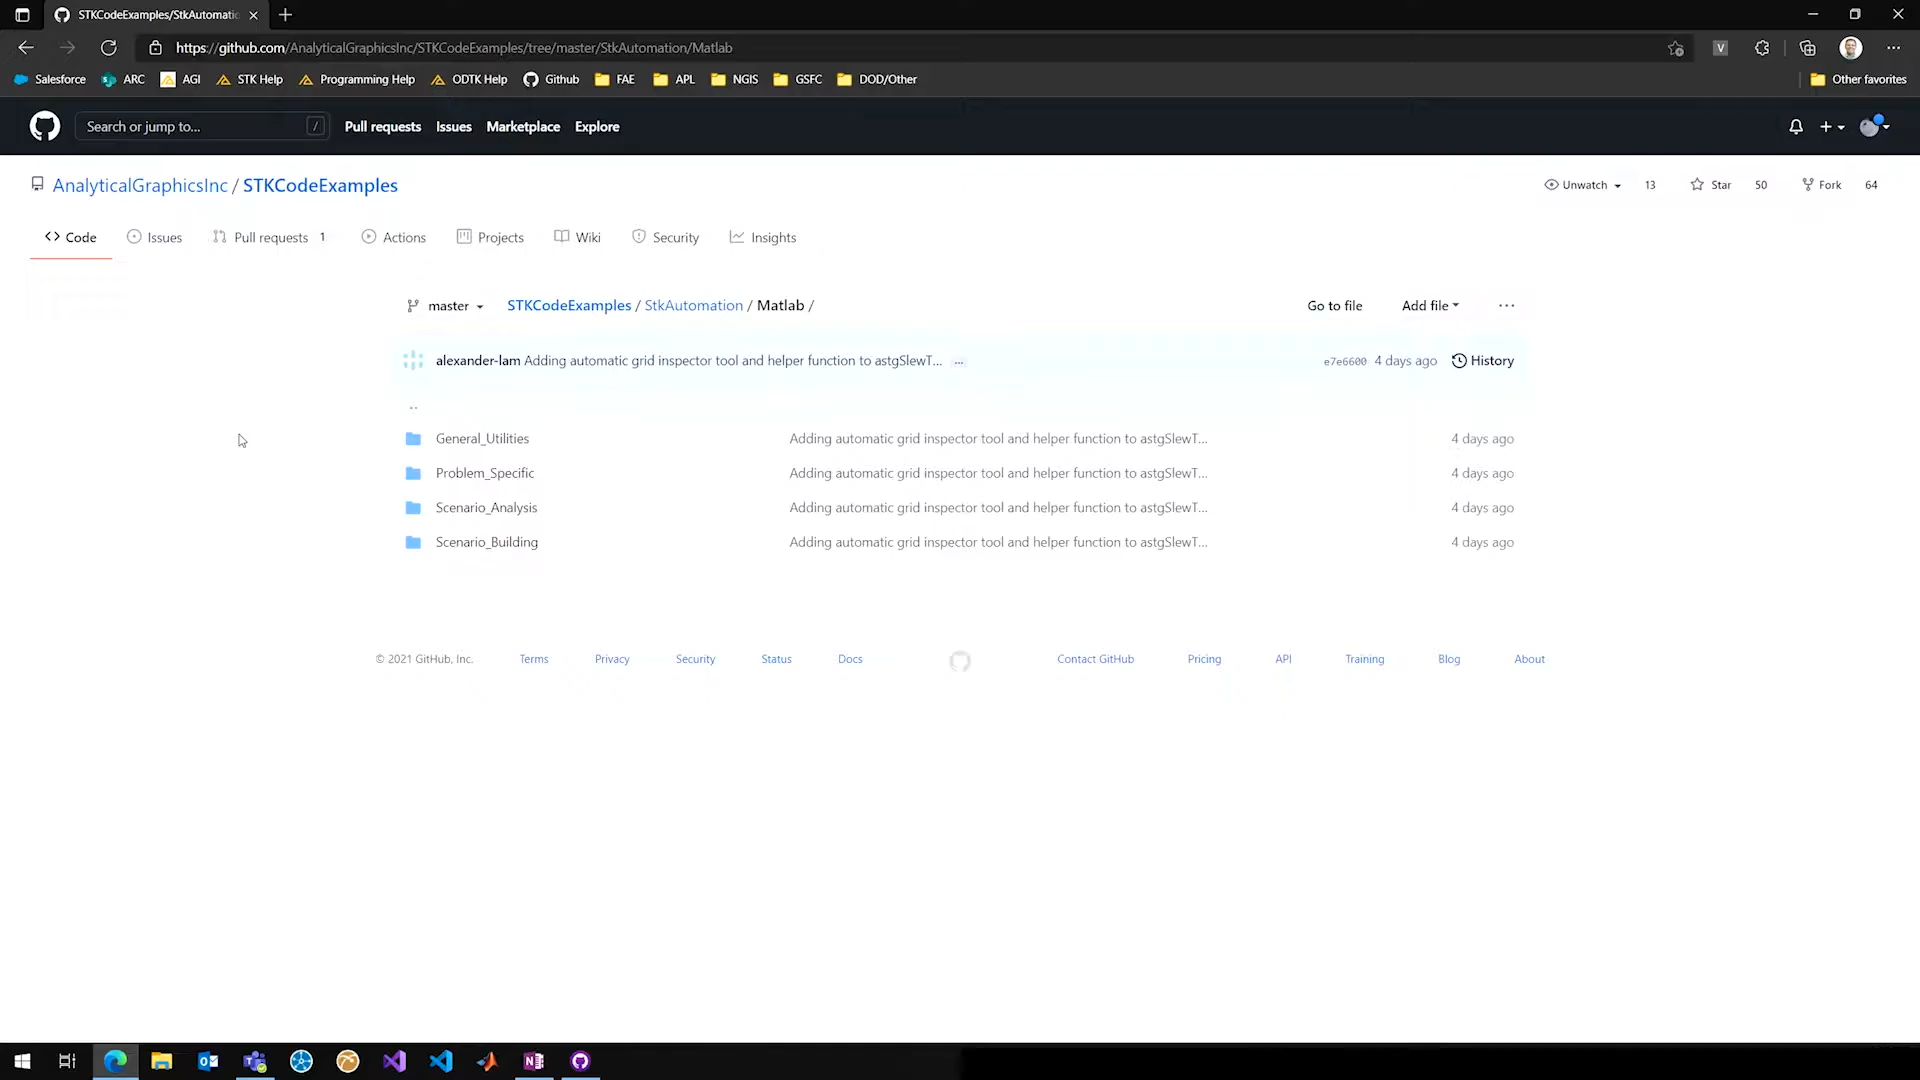 STKCodeExamples/StkAutomatic
https://github.com/AnalyticalGraphicsInc/STKCodeExamples/tree/master/StkAutomation/Matlab
V
Salesforce ARC AGI STK Help Programming Help ODTK Help Github FAE APL NGIS GSFC DOD/Other Other favorites
Search or jump to... / Pull requests Issues Marketplace Explore
AnalyticalGraphicsInc / STKCodeExamples Unwatch 13 Star 50 Fork 64
Code Issues Pull requests 1 Actions Projects Wiki Security Insights
master STKCodeExamples / StkAutomation / Matlab / Go to file Add file ...
alexander-lam Adding automatic grid inspector tool and helper function to astgSlewT... ... e7e6600 4 days ago History
..
General_Utilities Adding automatic grid inspector tool and helper function to astgSlewT... 4 days ago
Problem_Specific Adding automatic grid inspector tool and helper function to astgSlewT... 4 days ago
Scenario_Analysis Adding automatic grid inspector tool and helper function to astgSlewT... 4 days ago
Scenario_Building Adding automatic grid inspector tool and helper function to astgSlewT... 4 days ago
© 2021 GitHub, Inc. Terms Privacy Security Status Docs Contact GitHub Pricing API Training Blog About